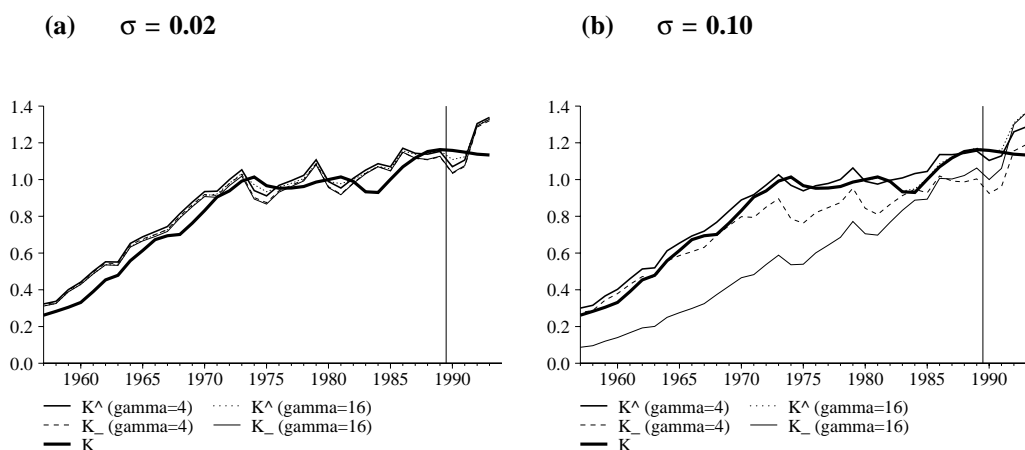 (a) σ = 0.02
(b) σ = 0.10
1.4
1.2
1.0
0.8
0.6
0.4
0.2
0.0
1960 1965 1970 1975 1980 1985 1990
K^ (gamma=4) K^ (gamma=16)
K_ (gamma=4) K_ (gamma=16)
K
1.4
1.2
1.0
0.8
0.6
0.4
0.2
0.0
1960 1965 1970 1975 1980 1985 1990
K^ (gamma=4) K^ (gamma=16)
K_ (gamma=4) K_ (gamma=16)
K